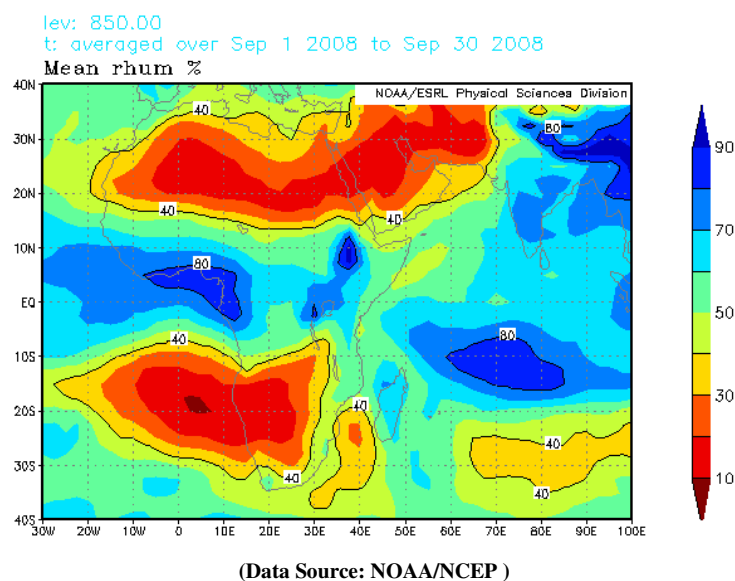 lev: 850.00
t: averaged over Sep 1 2008 to Sep 30 2008
Mean rhum %
NOAA/ESRL Physical Sciences Division
40N
30N
20N
10N
EQ
10S
20S
30S
40S
30W 20W 10W 0 10E 20E 30E 40E 50E 60E 70E 80E 90E 100E
40
80
40
40
80
40
80
40
40
40
40
90
70
50
30
10
(Data Source: NOAA/NCEP )